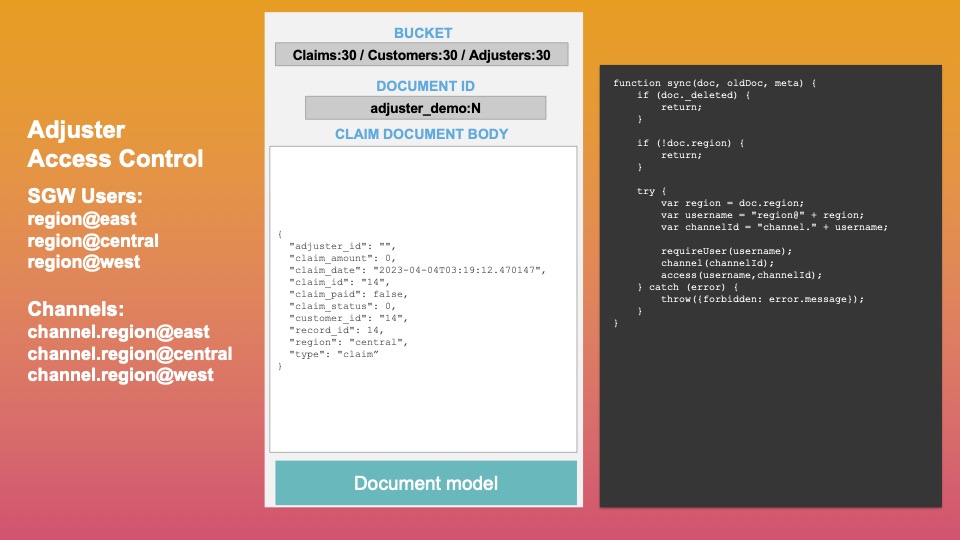 Adjuster
Access Control
SGW Users:
region@east
region@central
region@west
Channels:
channel.region@east
channel.region@central
channel.region@west
BUCKET
Claims:30 / Customers:30 / Adjusters:30
DOCUMENT ID
adjuster_demo:N
CLAIM DOCUMENT BODY
{
  "adjuster_id": "",
  "claim_amount": 0,
  "claim_date": "2023-04-04T03:19:12.470147",
  "claim_id": "14",
  "claim_paid": false,
  "claim_status": 0,
  "customer_id": "14",
  "record_id": 14,
  "region": "central",
  "type": "claim”
}
Document model
function sync(doc, oldDoc, meta) {
    if (doc._deleted) {
        return;
    }
    if (!doc.region) {
        return;
    }
    try {
        var region = doc.region;
        var username = "region@" + region;
        var channelId = "channel." + username;
        requireUser(username);
        channel(channelId);
        access(username,channelId);
    } catch (error) {
        throw({forbidden: error.message});
    }
}